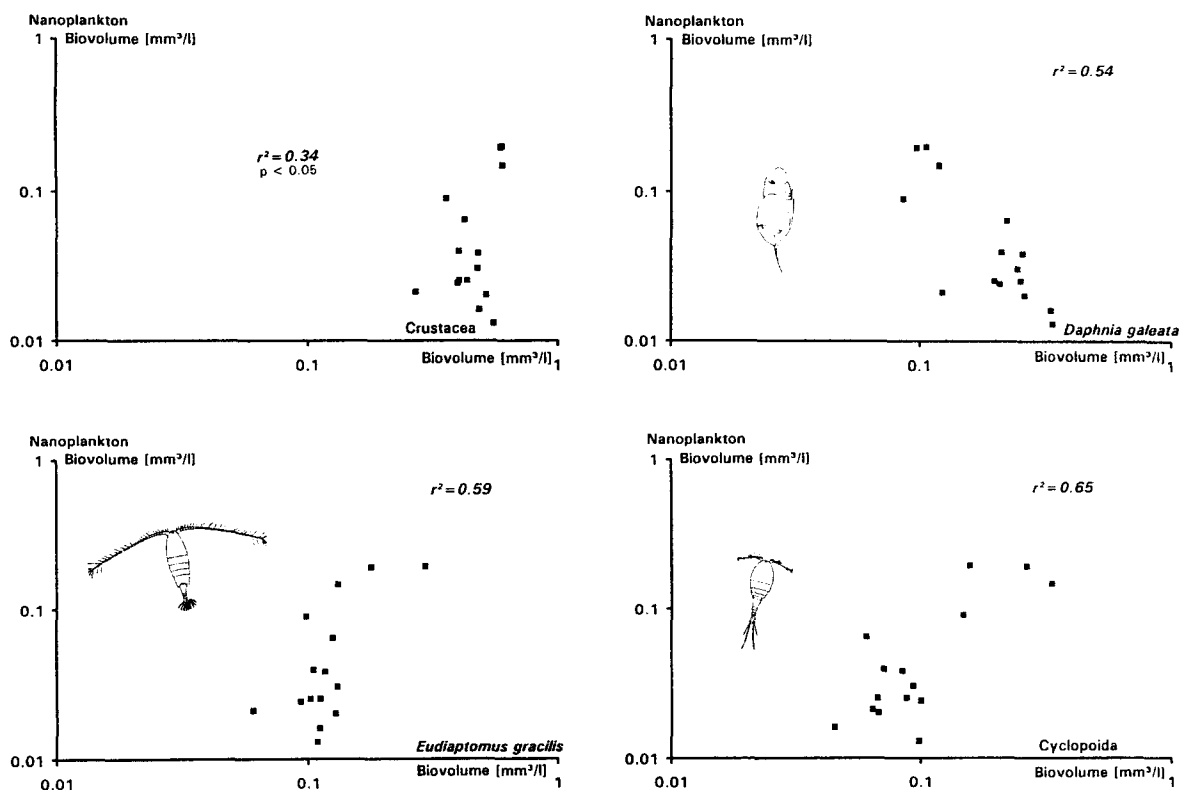 Nanoplankton
1 Biovolume [mm³/l]
r² = 0.34
p < 0.05
0.1
Crustacea
0.01
Biovolume [mm³/l]
0.01 0.1 1
Nanoplankton
1 Biovolume [mm³/l]
r² = 0.54
0.1
Daphnia galeata
0.01
Biovolume [mm³/l]
0.01 0.1 1
Nanoplankton
1 Biovolume [mm³/l]
r² = 0.59
0.1
Eudiaptomus gracilis
0.01
Biovolume [mm³/l]
0.01 0.1 1
Nanoplankton
1 Biovolume [mm³/l]
r² = 0.65
0.1
Cyclopoida
0.01
Biovolume [mm³/l]
0.01 0.1 1